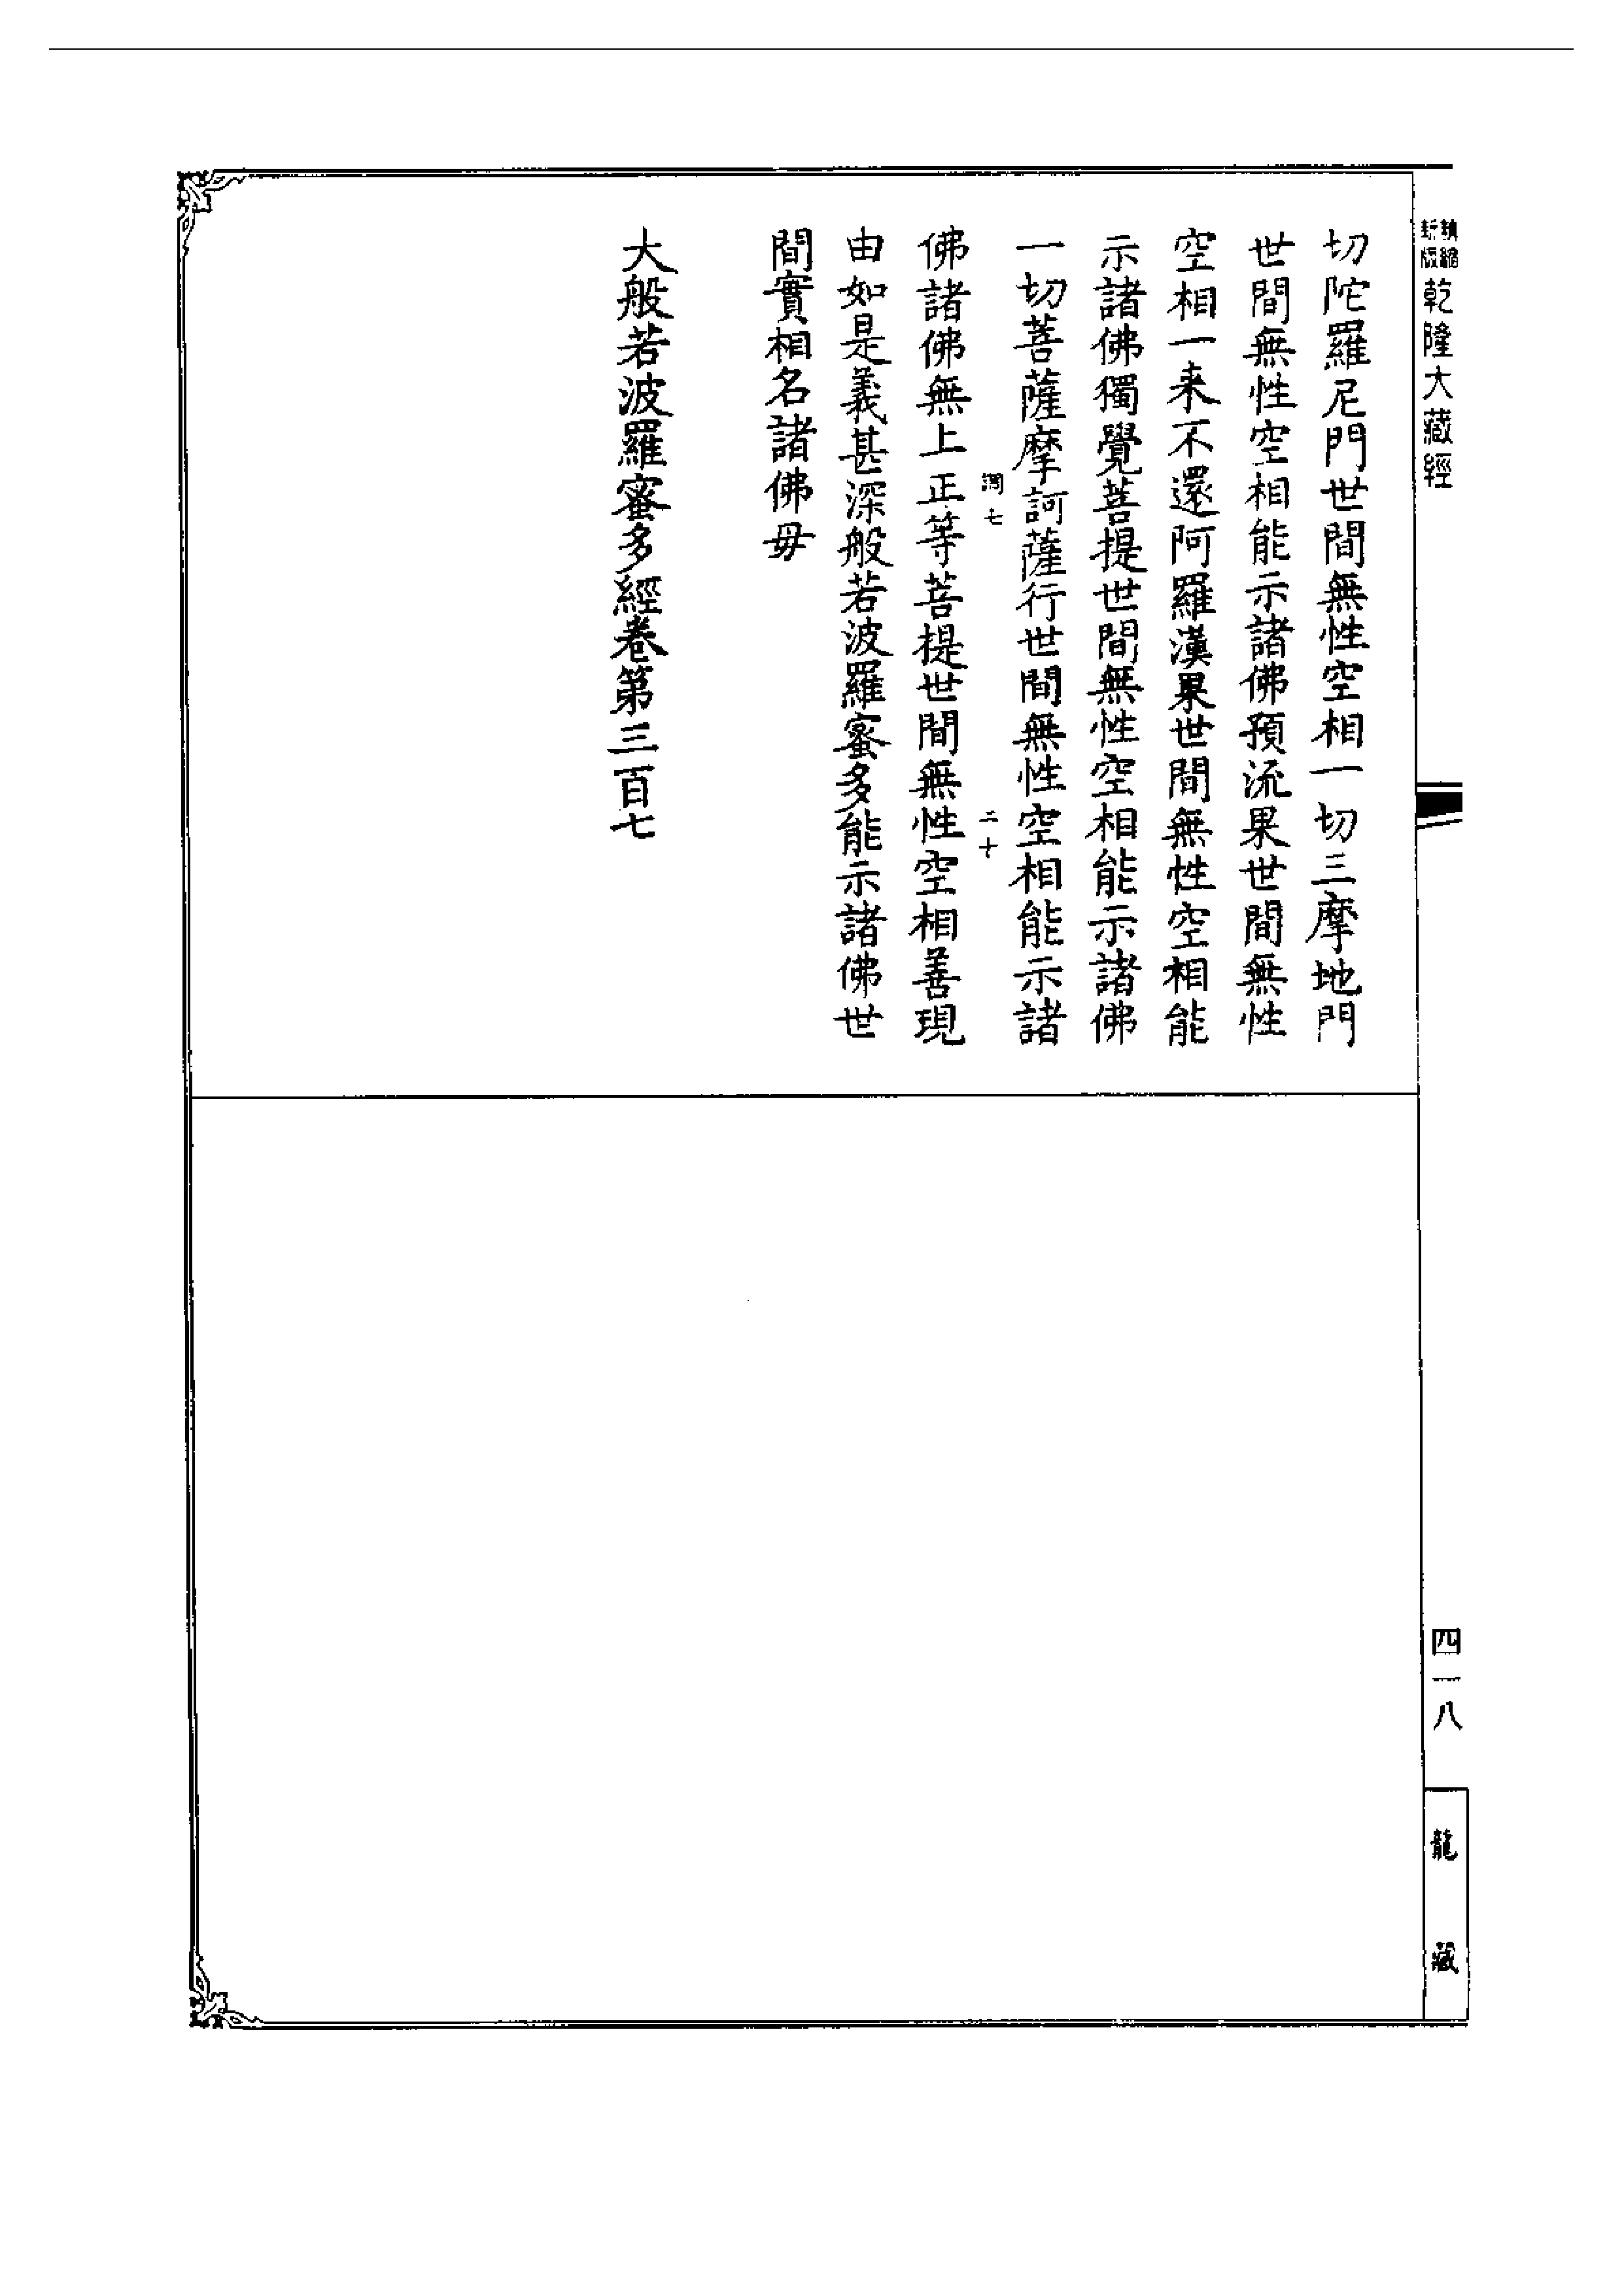 新版縮
乾隆大藏經
四一八
龍藏
切陀羅尼門世間無性空相一切三摩地門
世間無性空相能示諸佛預流果世間無性
空相一来不還阿羅漢果世間無性空相能
示諸佛獨覺菩提世間無性空相能示諸佛
一切菩薩摩訶薩行世間無性空相能示諸
調七
二十
佛諸佛無上正等菩提世間無性空相善現
由如是義甚深般若波羅蜜多能示諸佛世
間實相名諸佛毋
大般若波羅蜜多經卷第三百七